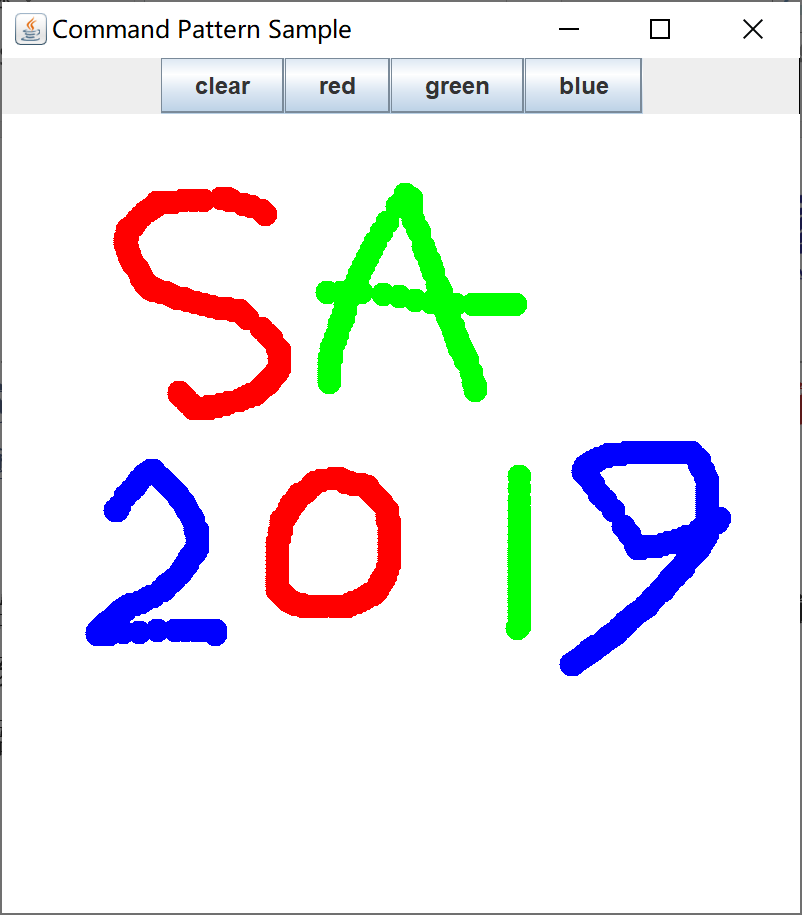 Command Pattern Sample
clear red green blue
SA
2019